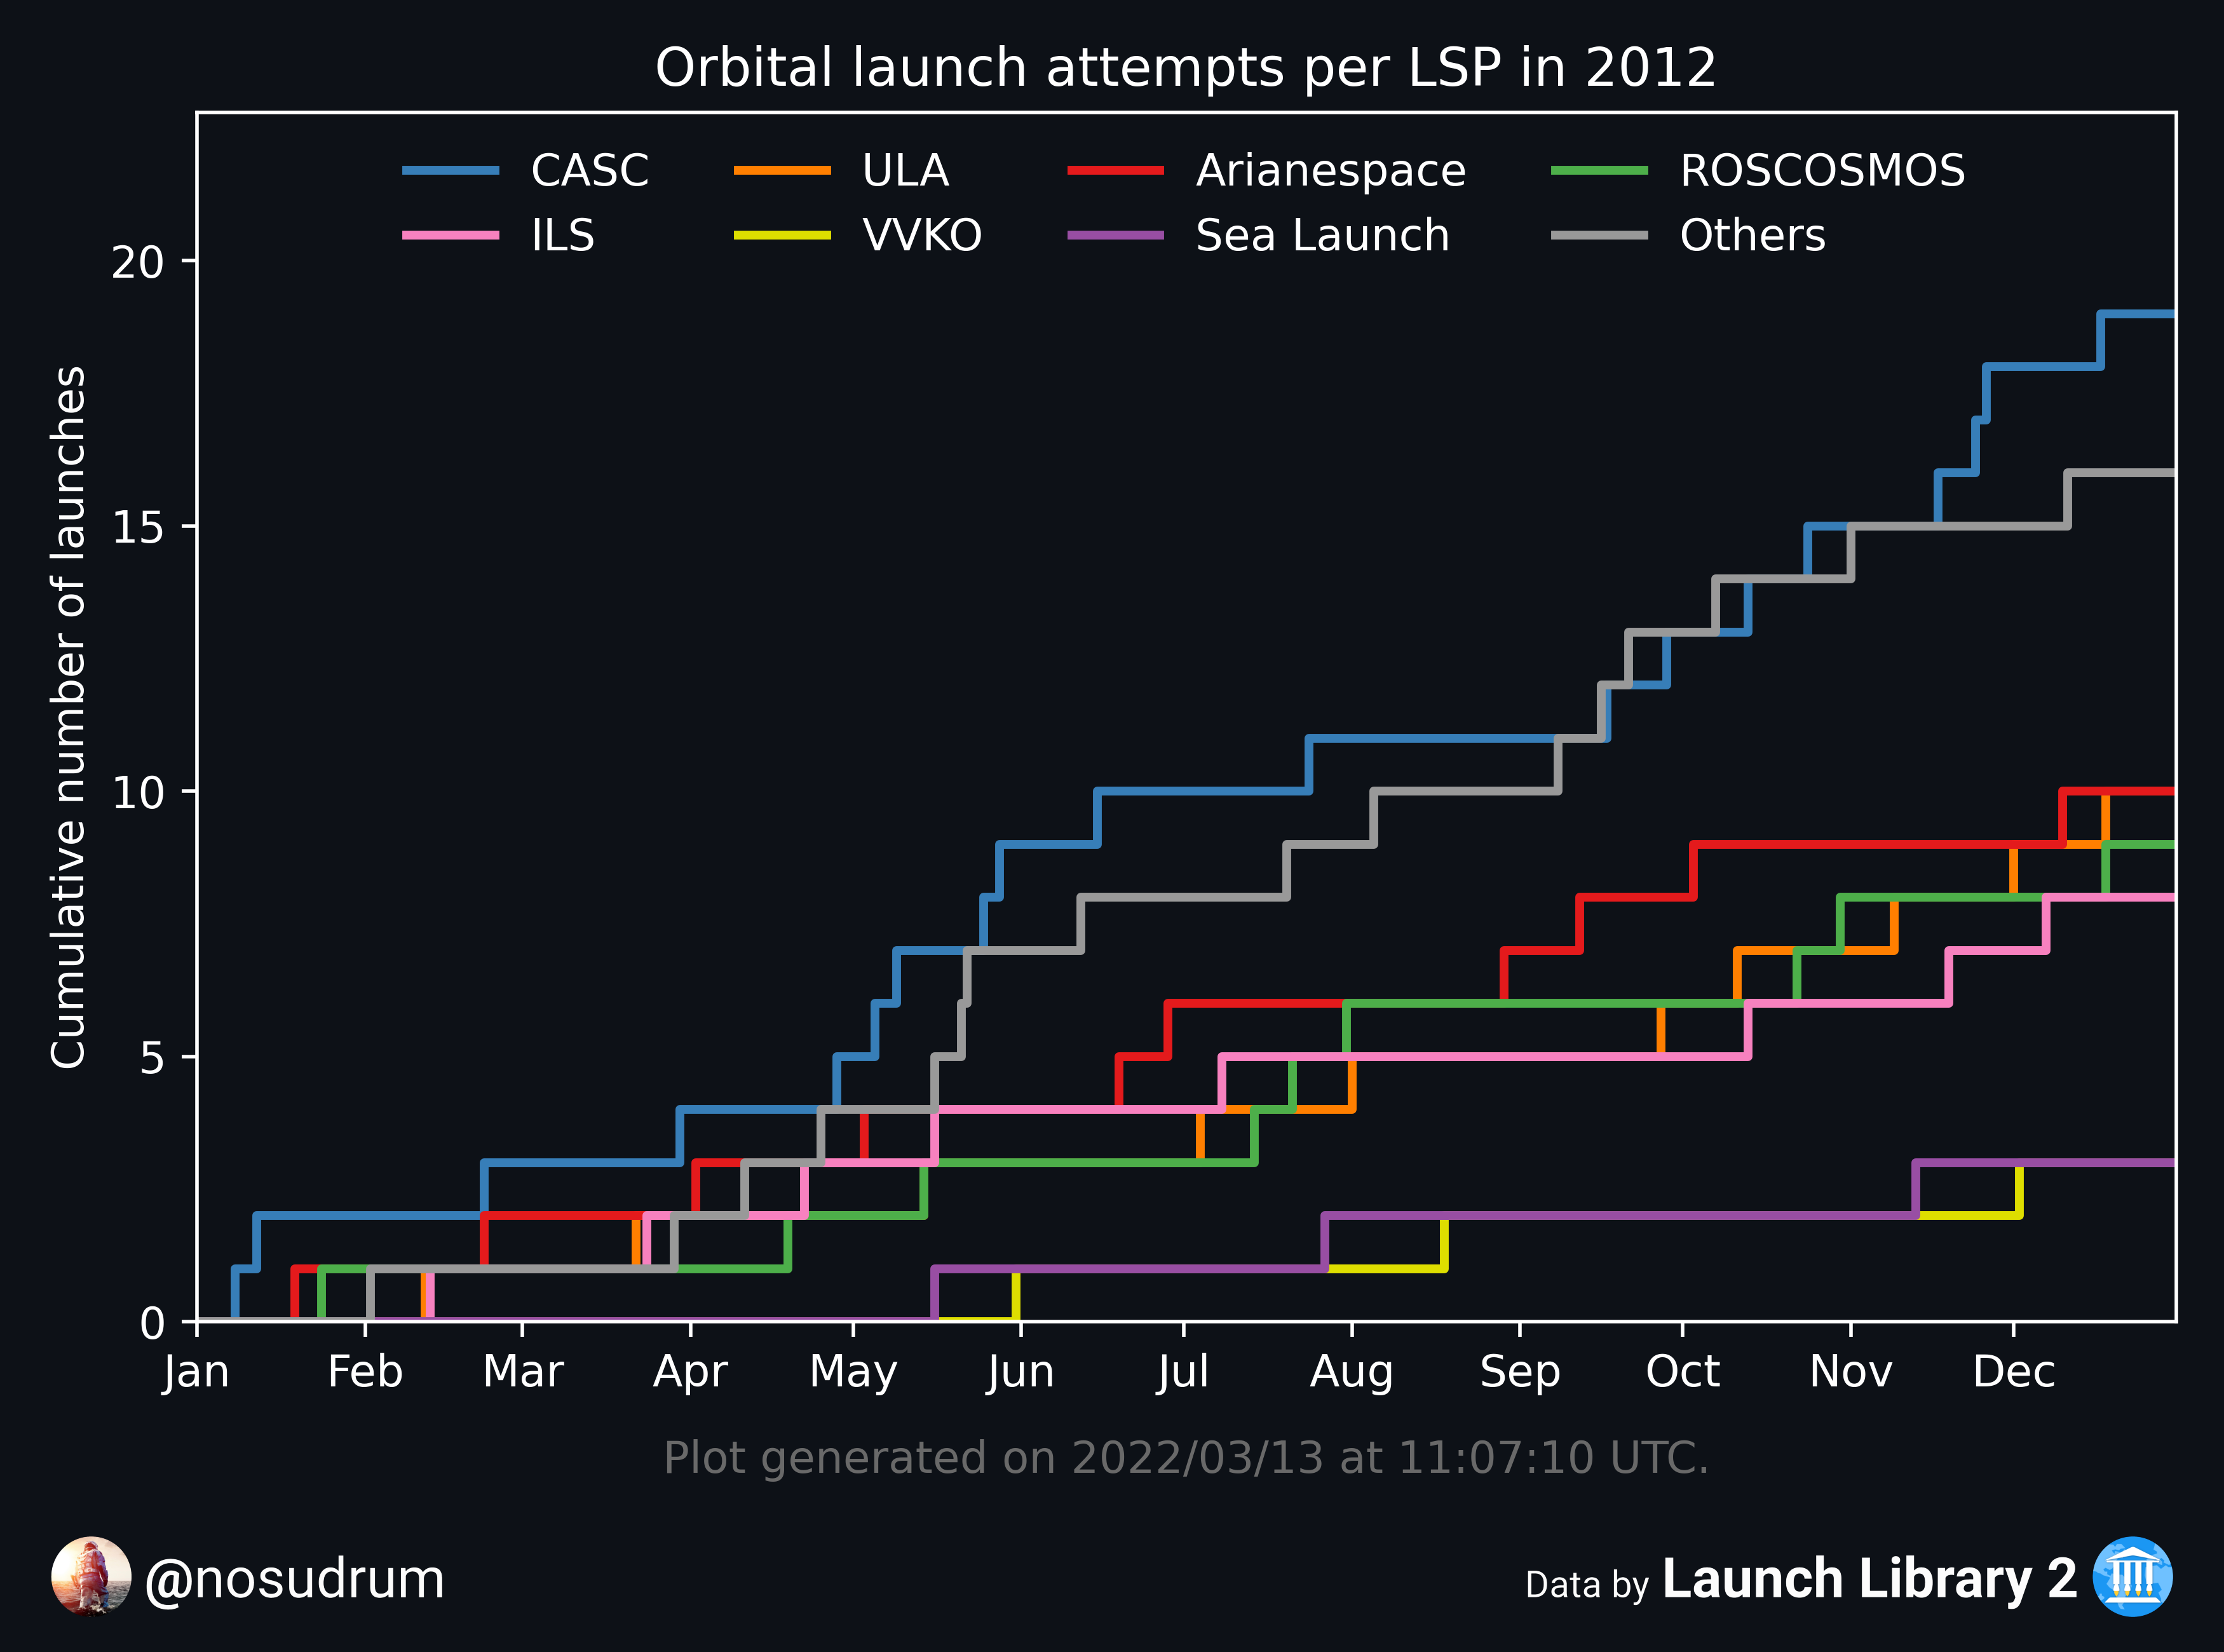 Orbital launch attempts per LSP in 2012
CASC ULA Arianespace ROSCOSMOS
ILS VVKO Sea Launch Others
Cumulative number of launches
20
15
10
5
0
Jan Feb Mar Apr May Jun Jul Aug Sep Oct Nov Dec
Plot generated on 2022/03/13 at 11:07:10 UTC.
@nosudrum
Data by Launch Library 2